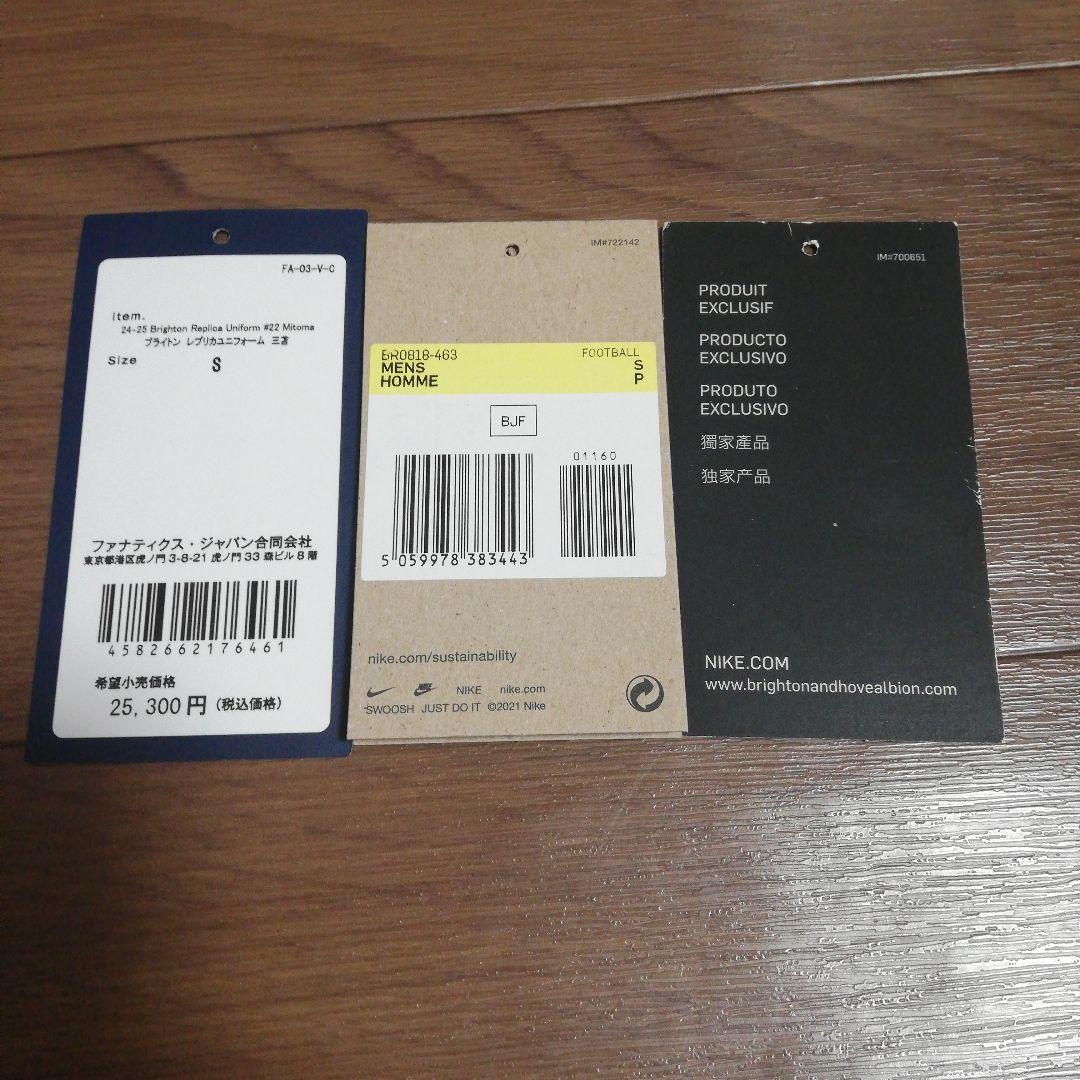 FA-03-V-C
Item.
24-25 Brighton Replica Uniform #22 Mitoma
ブライトン レプリカユニフォーム 三苫
Size S
ファナティクス・ジャパン合同会社
東京都港区虎ノ門 3-8-21 虎ノ門 33 森ビル 8 階
4582662176461
希望小売価格
25,300円 (税込価格)
IM#722142
BR0818-463 FOOTBALL
MENS S
HOMME P
BJF
01160
5 059978 383443
nike.com/sustainability
NIKE nike.com
SWOOSH JUST DO IT ©2021 Nike
IM#700651
PRODUIT
EXCLUSIF
PRODUCTO
EXCLUSIVO
PRODUTO
EXCLUSIVO
獨家產品
独家产品
NIKE.COM
www.brightonandhovealbion.com